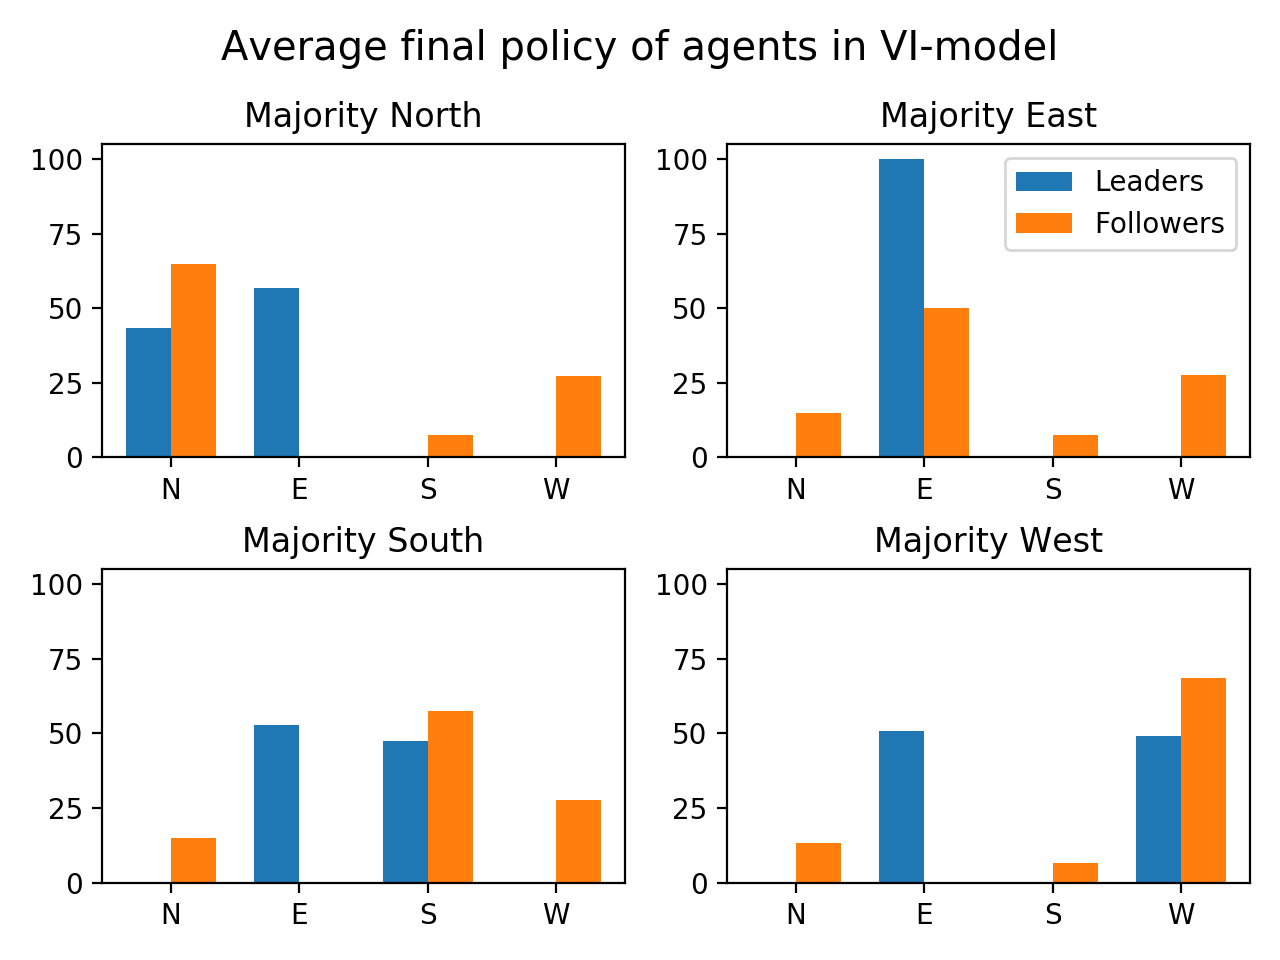 Average final policy of agents in VI-model
Majority North
100
75
50
25
0
N E S W
Majority East
100
75
50
25
0
N E S W
Leaders
Followers
Majority South
100
75
50
25
0
N E S W
Majority West
100
75
50
25
0
N E S W